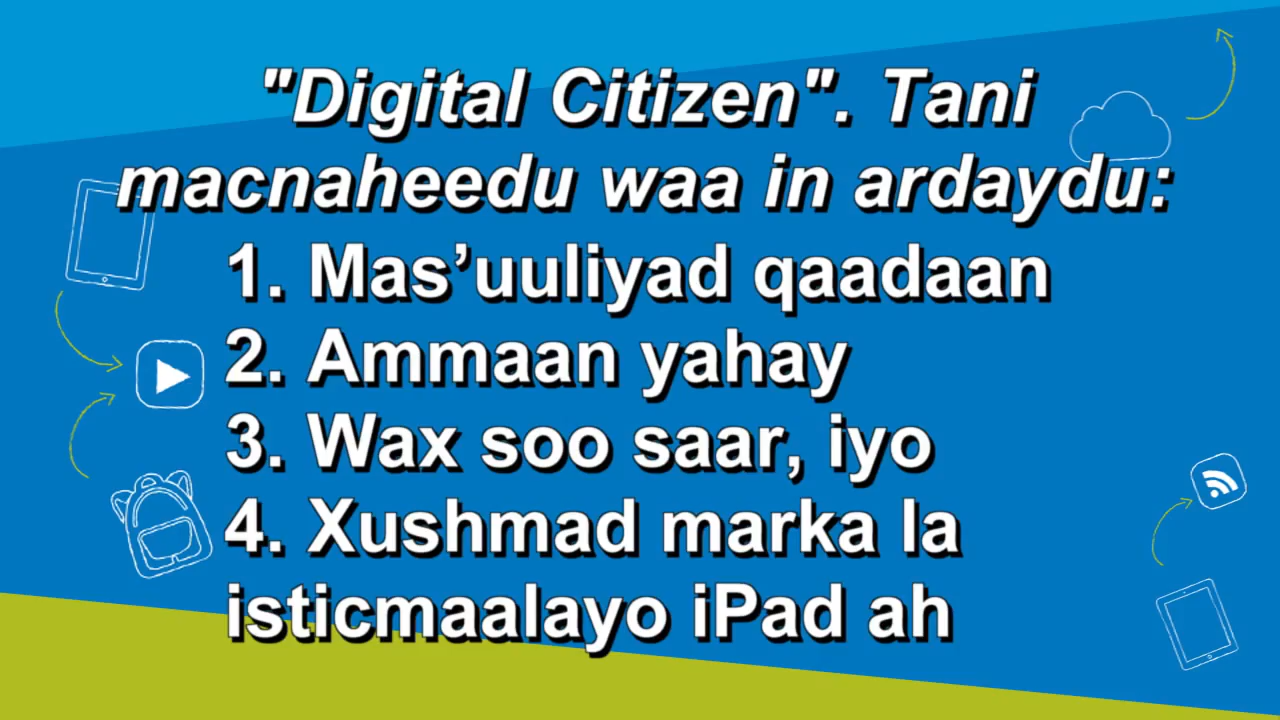 "Digital Citizen". Tani
macnaheedu waa in ardaydu:
1. Mas’uuliyad qaadaan
2. Ammaan yahay
3. Wax soo saar, iyo
4. Xushmad marka la
isticmaalayo iPad ah